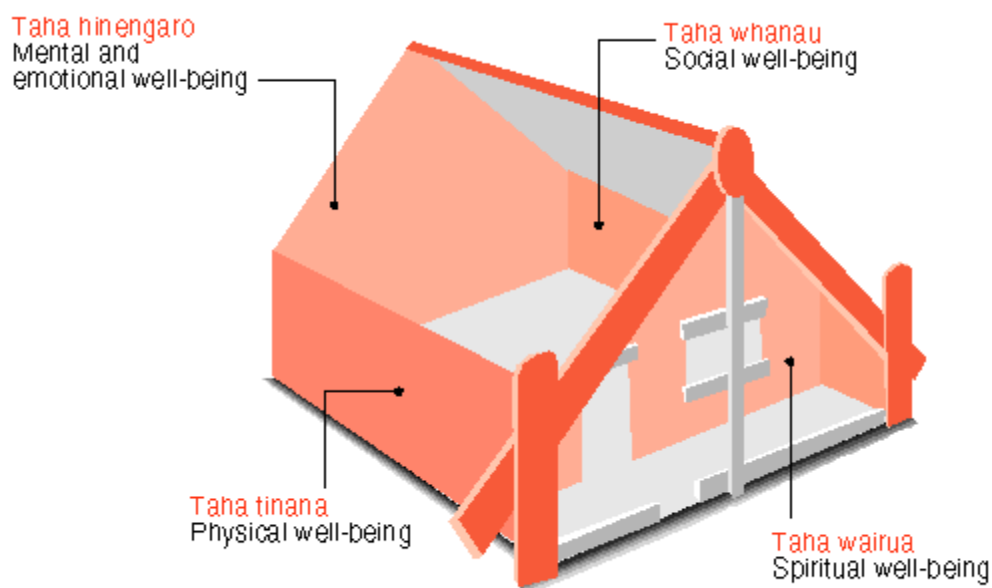 Taha hinengaro
Mental and
emotional well-being
Taha whanau
Social well-being
Taha tinana
Physical well-being
Taha wairua
Spiritual well-being